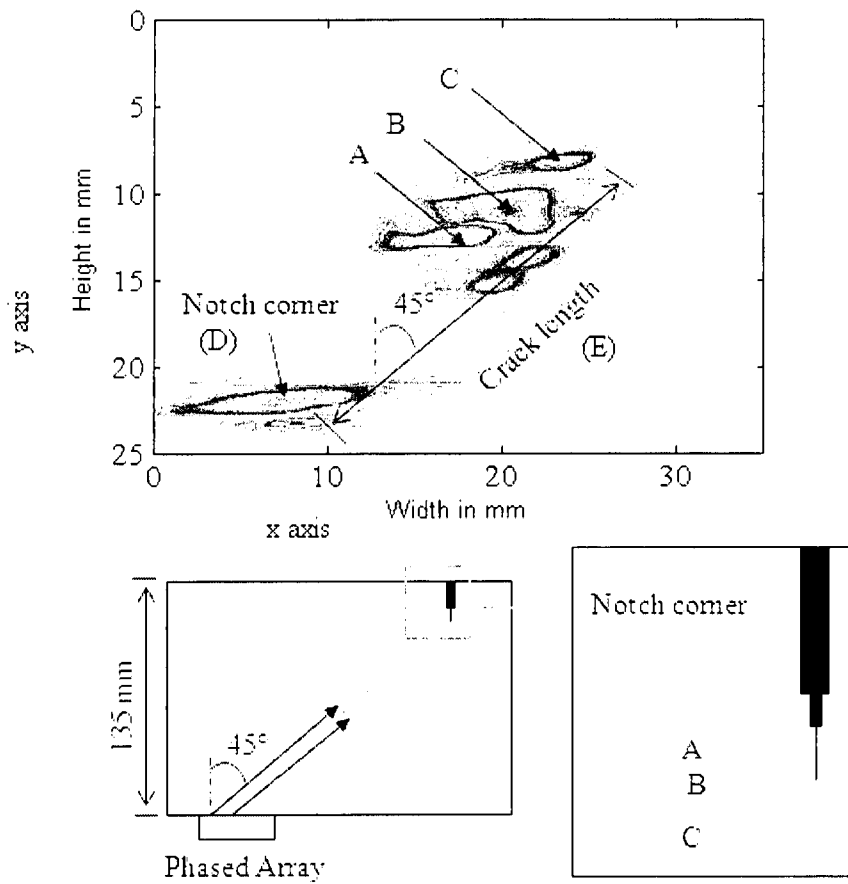 0
5
10
15
20
25
0
10
20
30
Height in mm
y axis
Width in mm
x axis
C
B
A
Notch corner
(D)
45°
Crack length
(E)
135 mm
45°
Phased Array
Notch corner
A
B
C